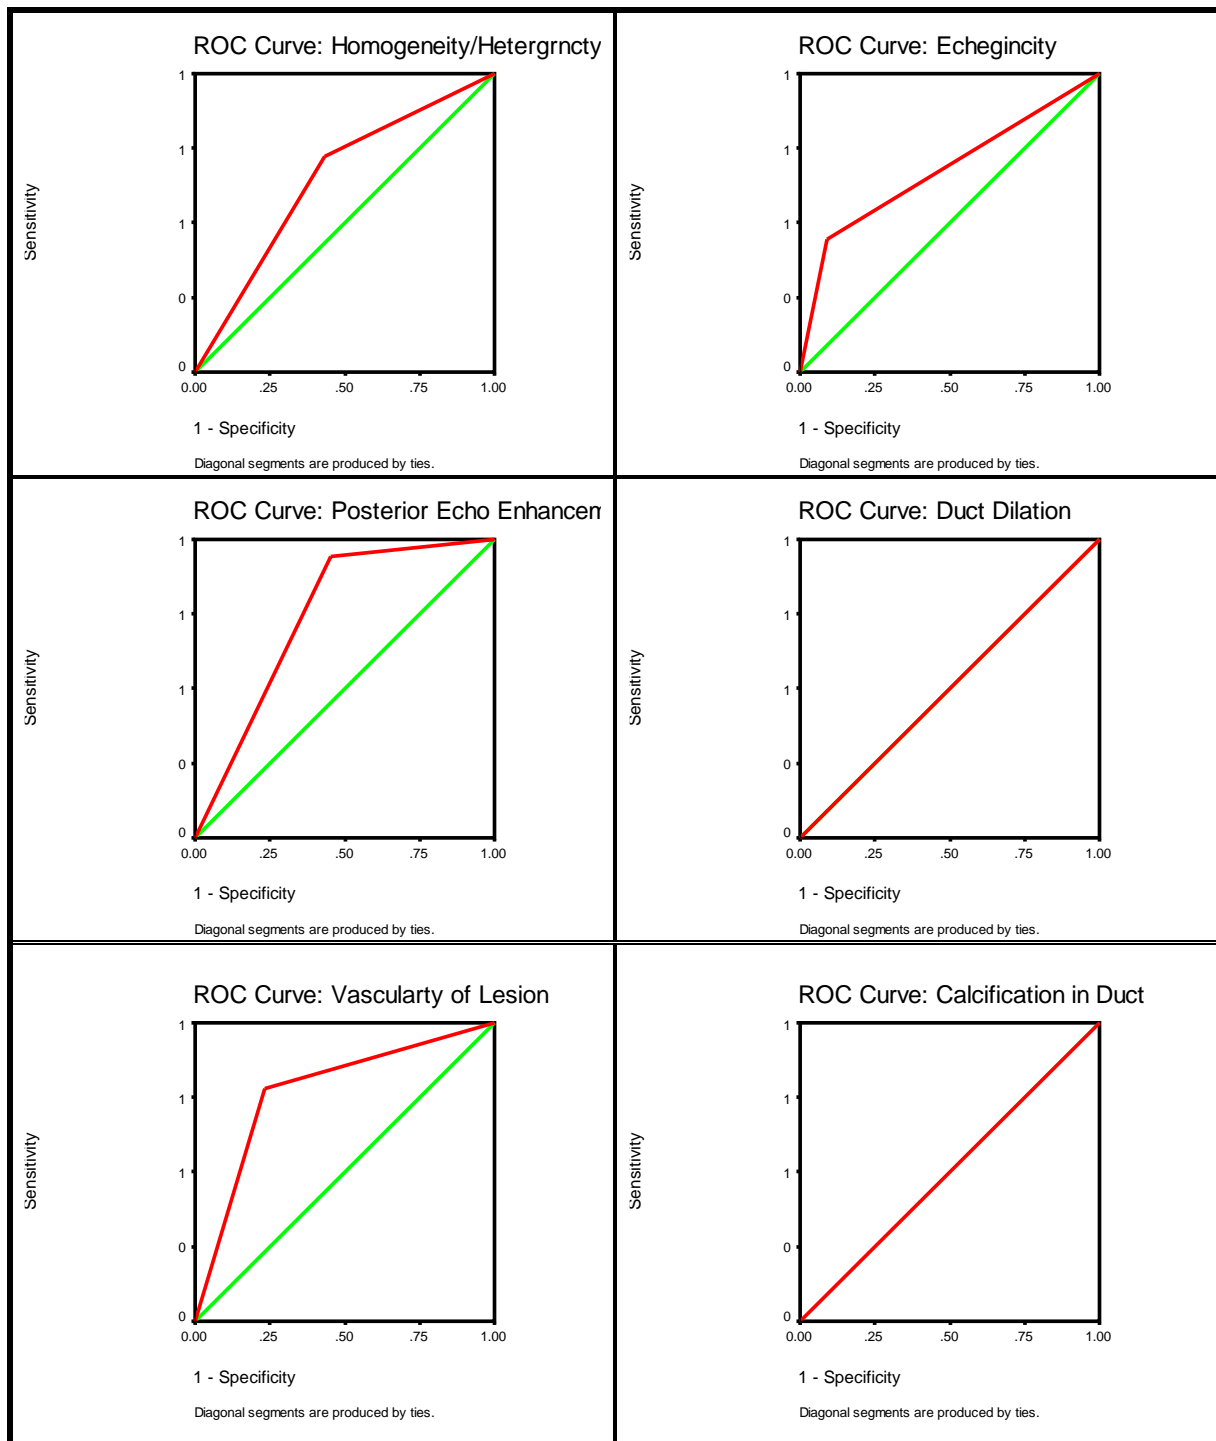 ROC Curve: Homogeneity/Hetergrncty
Sensitivity
1
1
1
0
0
0.00 .25 .50 .75 1.00
1 - Specificity
Diagonal segments are produced by ties.
ROC Curve: Echegincity
Sensitivity
1
1
1
0
0
0.00 .25 .50 .75 1.00
1 - Specificity
Diagonal segments are produced by ties.
ROC Curve: Posterior Echo Enhancem
Sensitivity
1
1
1
0
0
0.00 .25 .50 .75 1.00
1 - Specificity
Diagonal segments are produced by ties.
ROC Curve: Duct Dilation
Sensitivity
1
1
1
0
0
0.00 .25 .50 .75 1.00
1 - Specificity
Diagonal segments are produced by ties.
ROC Curve: Vascularty of Lesion
Sensitivity
1
1
1
0
0
0.00 .25 .50 .75 1.00
1 - Specificity
Diagonal segments are produced by ties.
ROC Curve: Calcification in Duct
Sensitivity
1
1
1
0
0
0.00 .25 .50 .75 1.00
1 - Specificity
Diagonal segments are produced by ties.